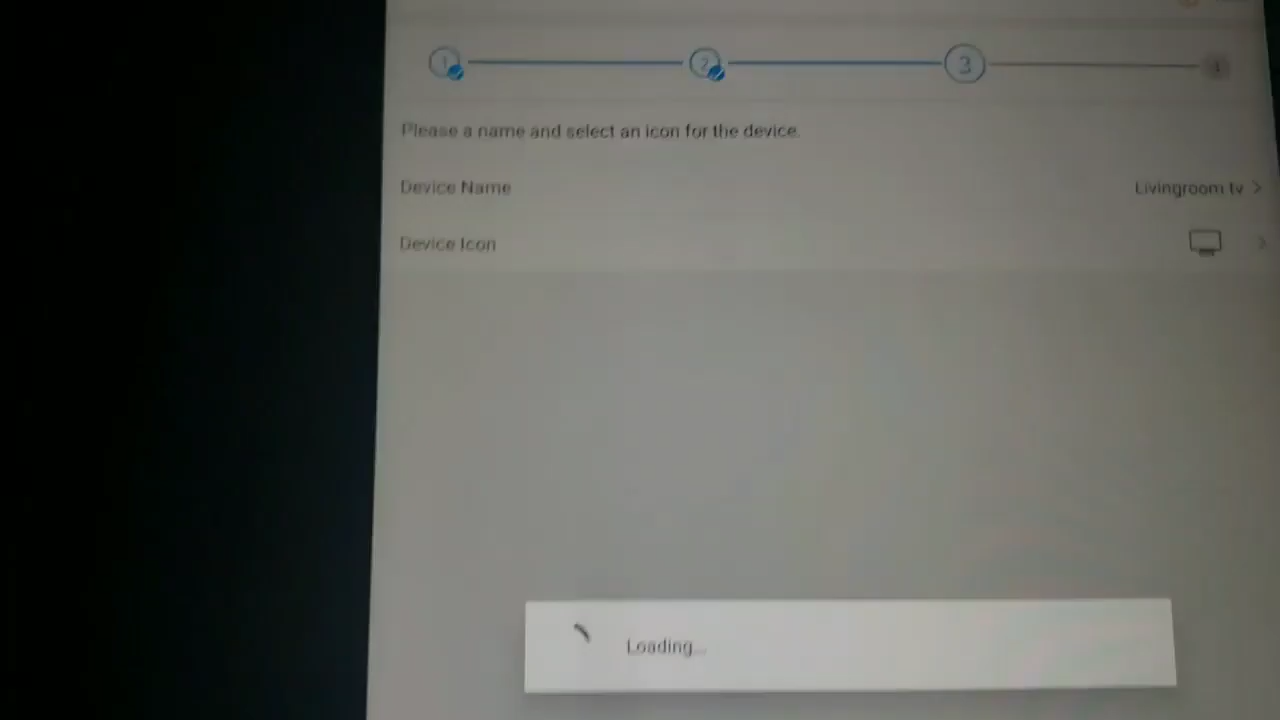 1 2 3 4
Please a name and select an icon for the device.
Device Name Livingroom tv >
Device Icon >
Loading...